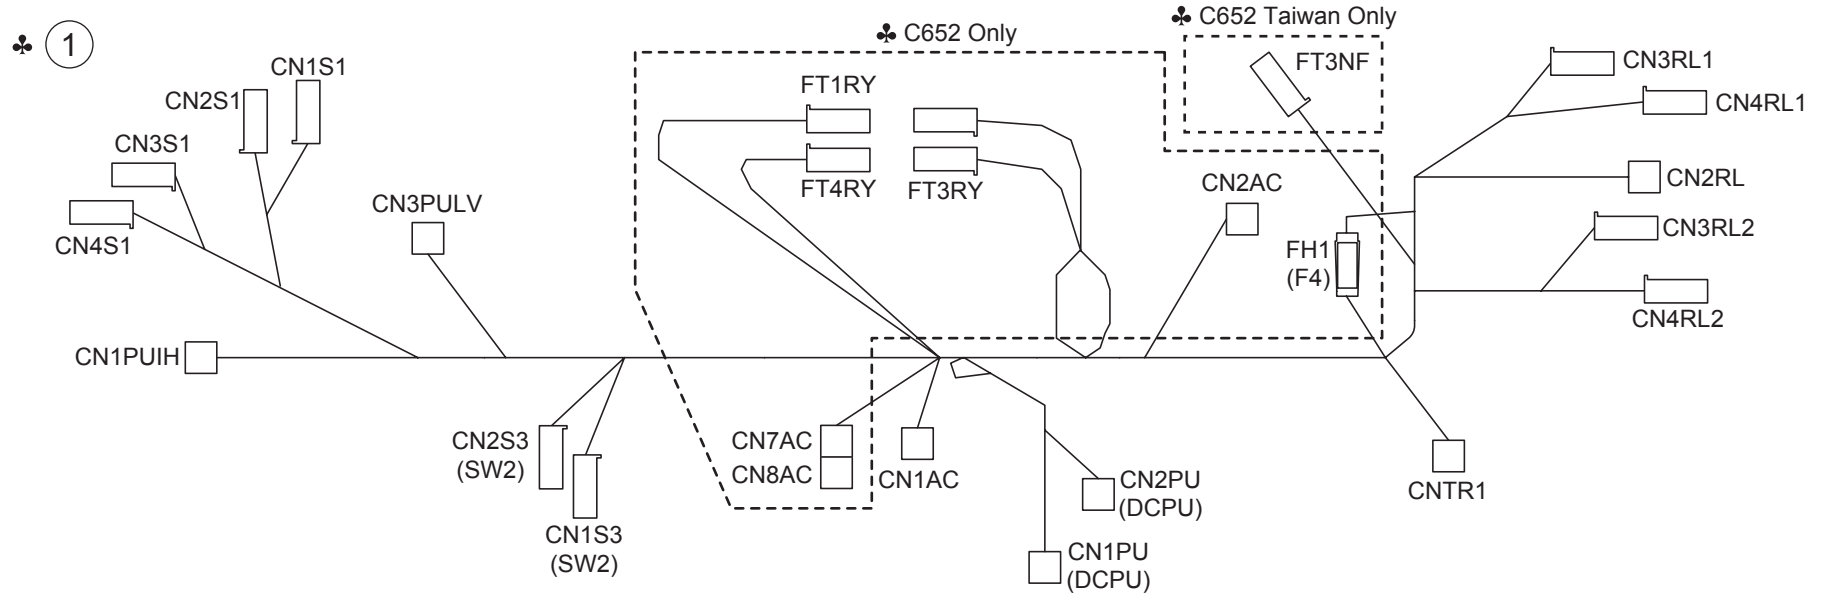 ♣ 1
♣ C652 Only
♣ C652 Taiwan Only
CN1S1
CN2S1
CN3S1
CN4S1
CN3PULV
CN1PUIH
CN2S3
(SW2)
CN1S3
(SW2)
FT1RY
FT4RY
FT3RY
CN7AC
CN8AC
CN1AC
CN2PU
(DCPU)
CN1PU
(DCPU)
CN2AC
FT3NF
FH1
(F4)
CN3RL1
CN4RL1
CN2RL
CN3RL2
CN4RL2
CNTR1